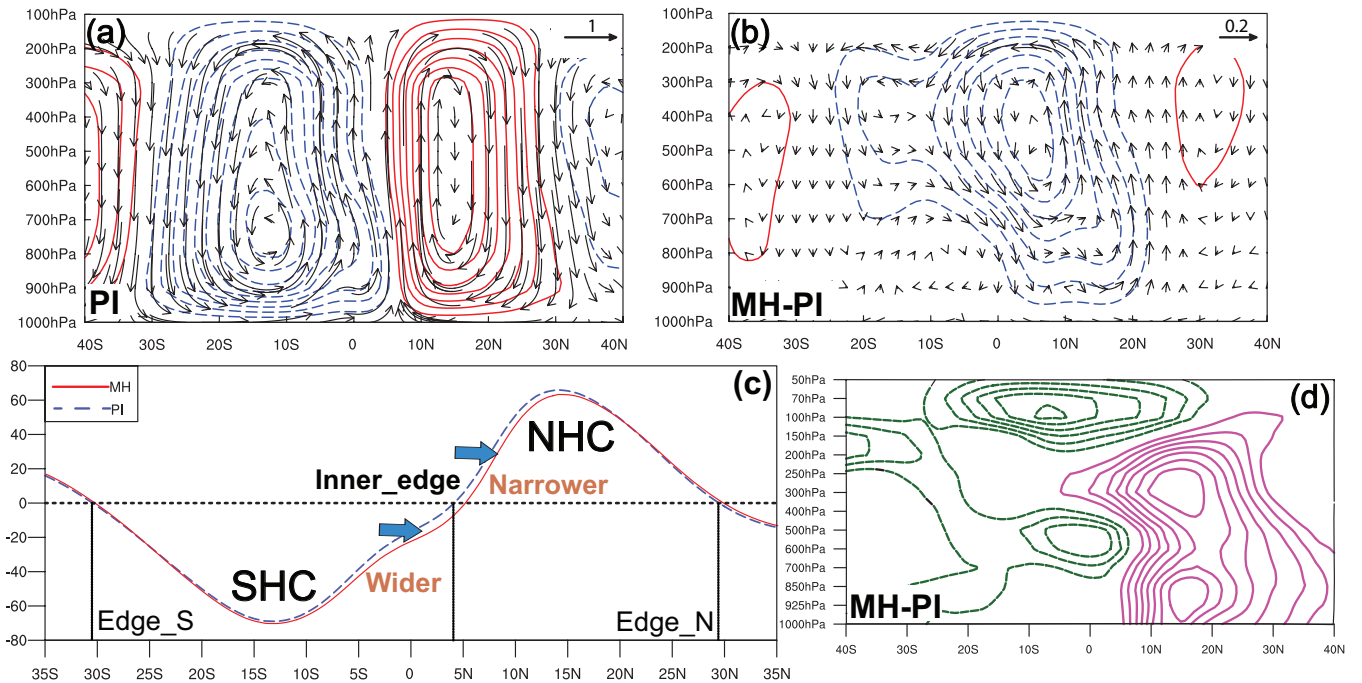 (a)
1
100hPa
200hPa
300hPa
400hPa
500hPa
600hPa
700hPa
800hPa
900hPa
1000hPa
PI
40S 30S 20S 10S 0 10N 20N 30N 40N
(b)
0.2
100hPa
200hPa
300hPa
400hPa
500hPa
600hPa
700hPa
800hPa
900hPa
1000hPa
MH-PI
40S 30S 20S 10S 0 10N 20N 30N 40N
(c)
MH
PI
80
60
40
20
0
-20
-40
-60
-80
NHC
Inner_edge
Narrower
SHC
Wider
Edge_S
Edge_N
35S 30S 25S 20S 15S 10S 5S 0 5N 10N 15N 20N 25N 30N 35N
(d)
50hPa
70hPa
100hPa
150hPa
200hPa
250hPa
300hPa
500hPa
600hPa
700hPa
850hPa
925hPa
1000hPa
MH-PI
40S 20S 10S 0 10N 20N 30N 40N